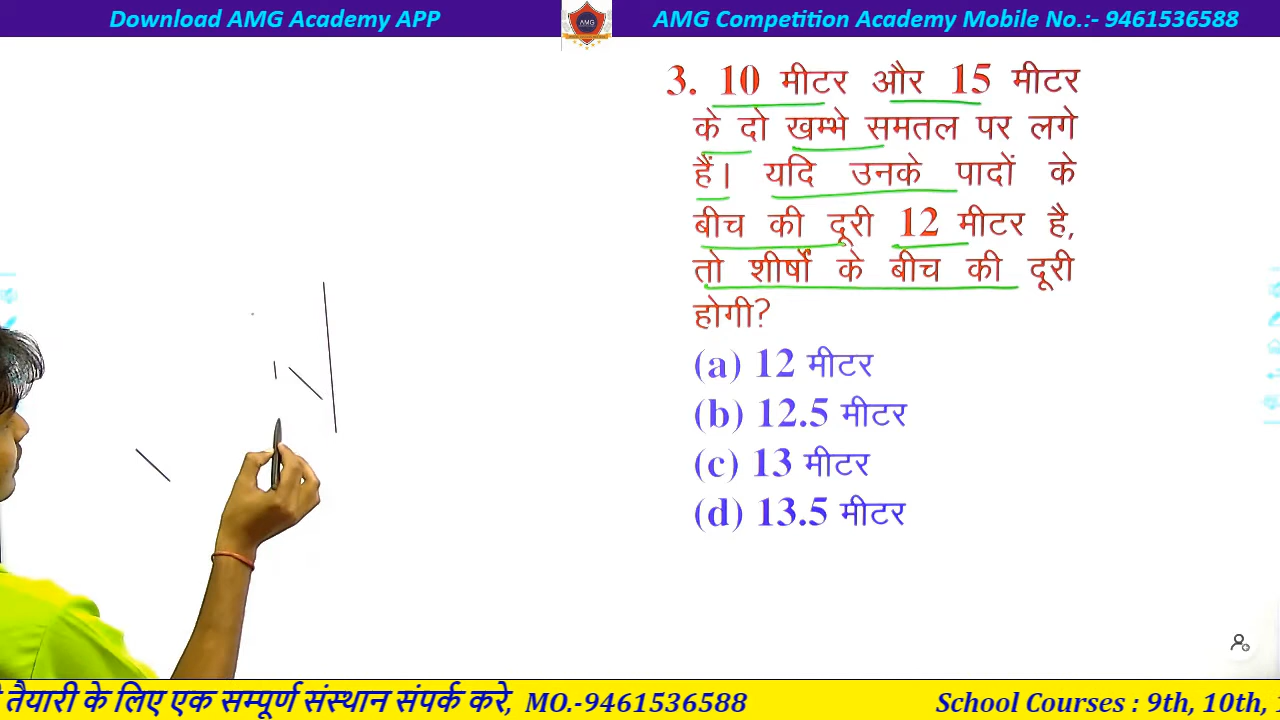 Download AMG Academy APP
AMG
AMG Competition Academy Mobile No.:- 9461536588
3. 10 मीटर और 15 मीटर
के दो खम्भे समतल पर लगे
हैं। यदि उनके पादों के
बीच की दूरी 12 मीटर है,
तो शीर्षों के बीच की दूरी
होगी?
(a) 12 मीटर
(b) 12.5 मीटर
(c) 13 मीटर
(d) 13.5 मीटर
तैयारी के लिए एक सम्पूर्ण संस्थान संपर्क करे, MO.-9461536588
School Courses : 9th, 10th,